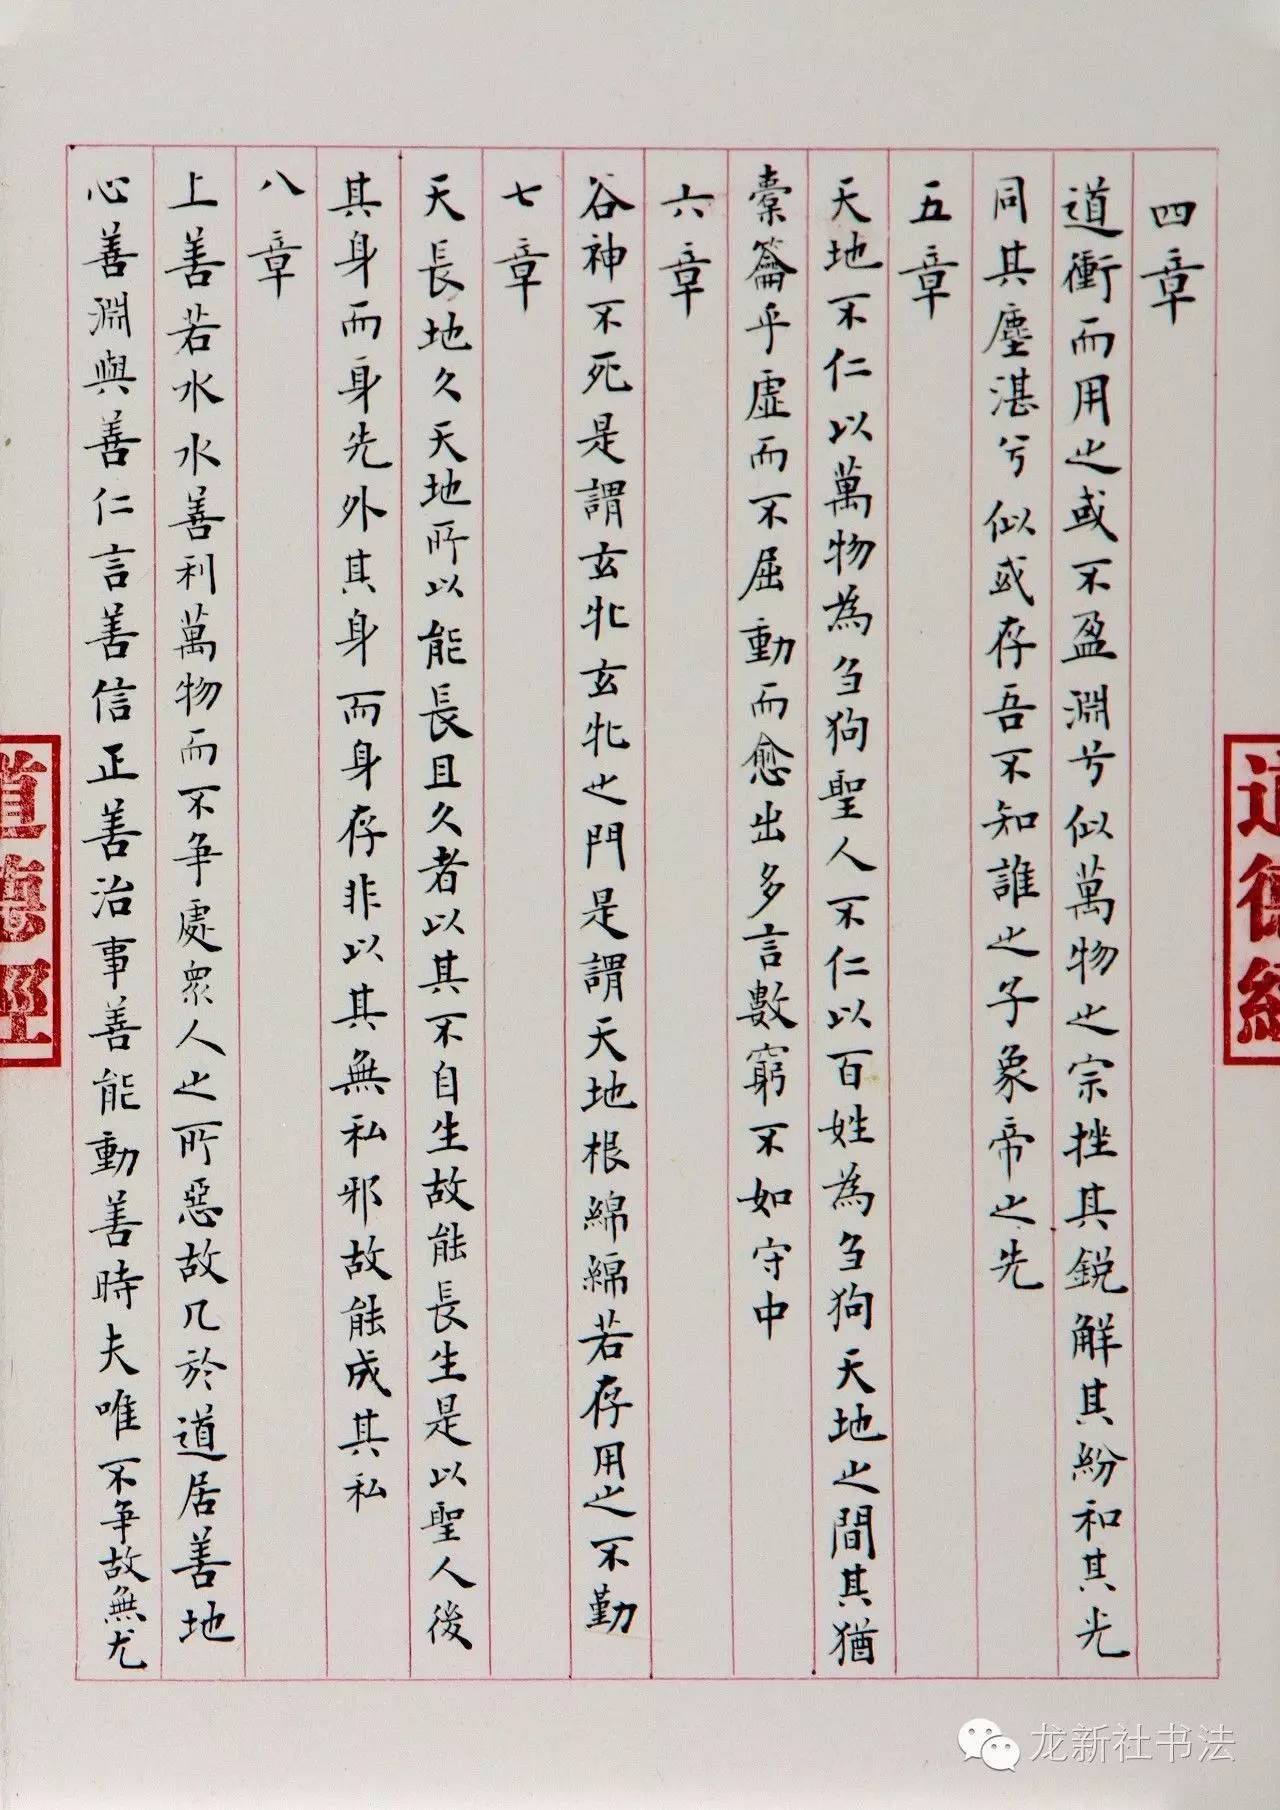 四章
道衝而用之或不盈淵兮似萬物之宗挫其鋭解其紛和其光
同其塵湛兮似或存吾不知誰之子象帝之先
五章
天地不仁以萬物為芻狗聖人不仁以百姓為芻狗天地之間其猶
橐籥乎虛而不屈動而愈出多言數窮不如守中
六章
谷神不死是謂玄牝玄牝之門是謂天地根綿綿若存用之不勤
七章
天長地久天地所以能長且久者以其不自生故能長生是以聖人後
其身而身先外其身而身存非以其無私邪故能成其私
八章
上善若水水善利萬物而不争處衆人之所惡故几於道居善地
心善淵與善仁言善信正善治事善能動善時夫唯不争故無尤
道德經
道德經
龙新社书法